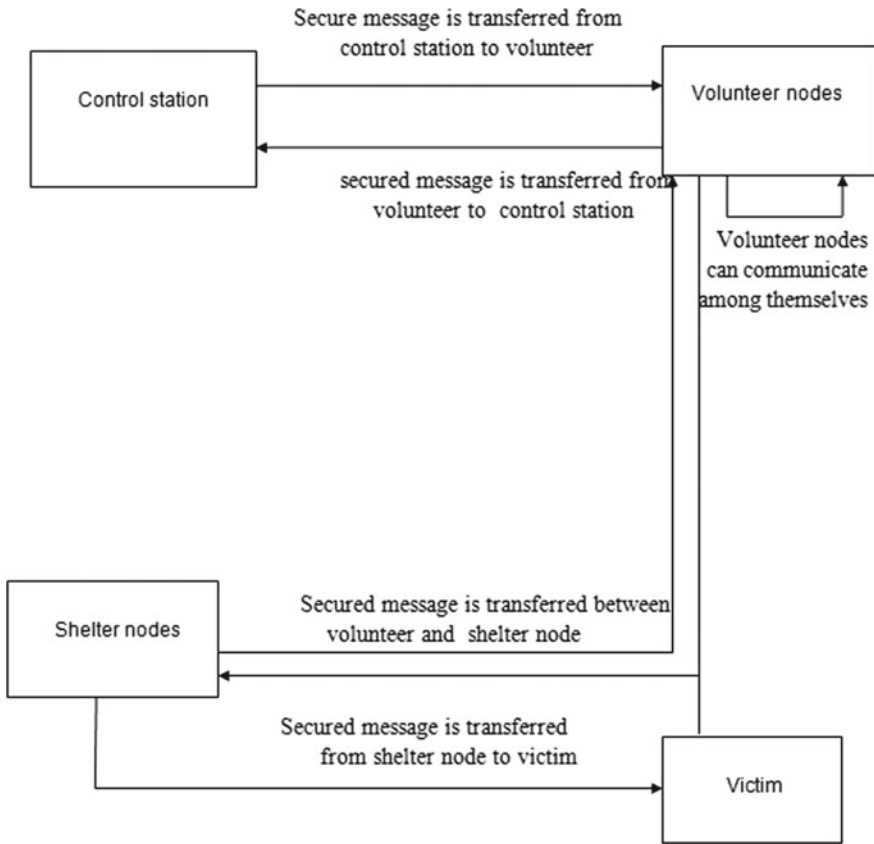 Secure message is transferred from
control station to volunteer
Control station
Volunteer nodes
secured message is transferred from
volunteer to control station
Volunteer nodes
can communicate
among themselves
Shelter nodes
Secured message is transferred between
volunteer and shelter node
Secured message is transferred
from shelter node to victim
Victim